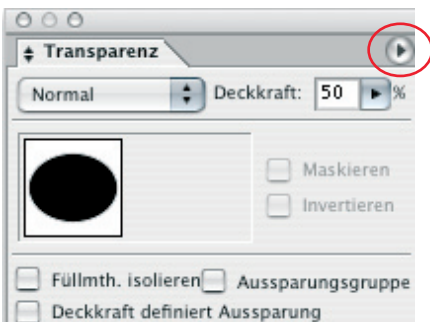 Transparenz
Normal Deckkraft: 50 %
Maskieren
Invertieren
Füllmth. isolieren Aussparungsgruppe
Deckkraft definiert Aussparung